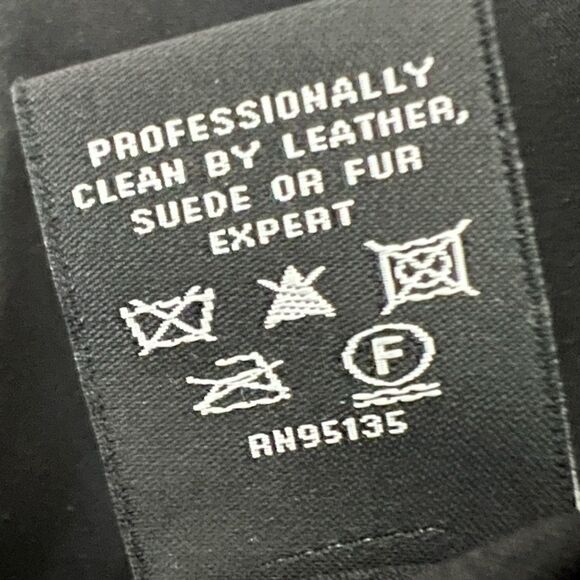 PROFESSIONALLY
CLEAN BY LEATHER,
SUEDE OR FUR
EXPERT
F
RN95135